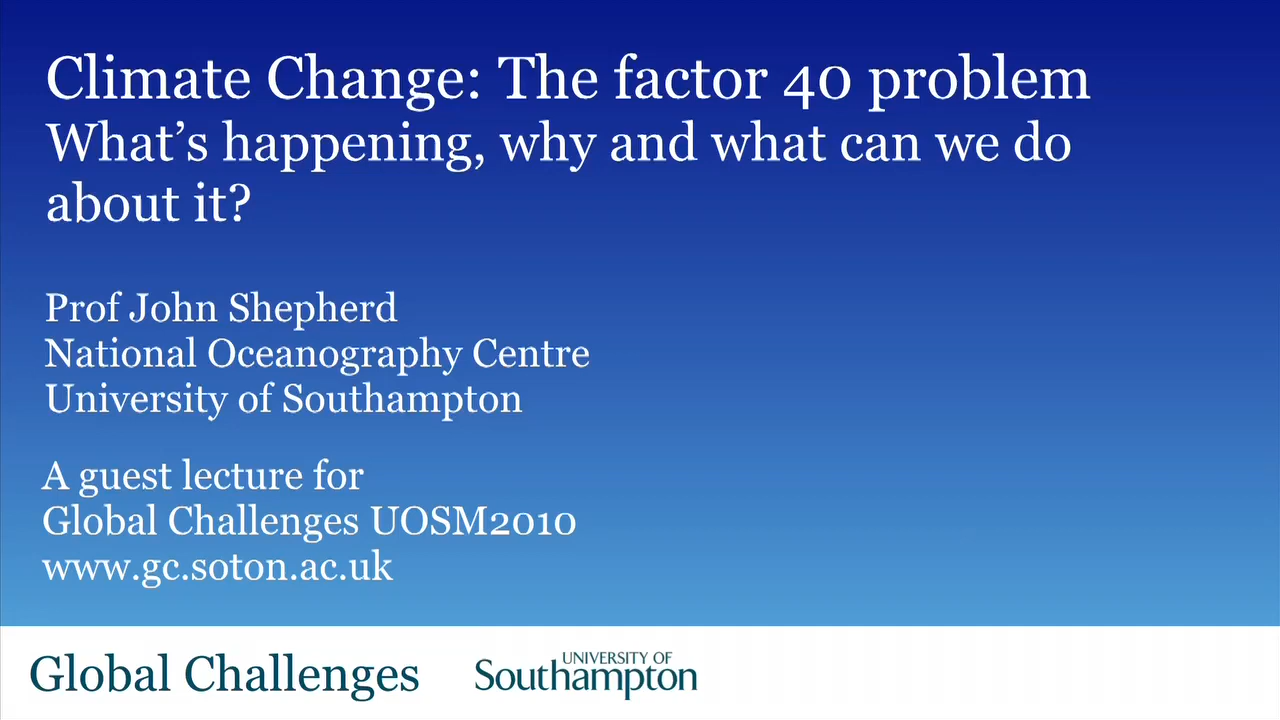 Climate Change: The factor 40 problem
What’s happening, why and what can we do
about it?
Prof John Shepherd
National Oceanography Centre
University of Southampton
A guest lecture for
Global Challenges UOSM2010
www.gc.soton.ac.uk
Global Challenges
UNIVERSITY OF
Southampton